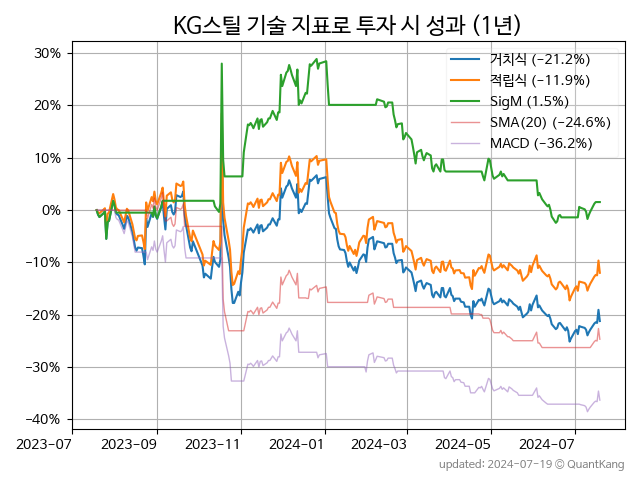 KG스틸 기술 지표로 투자 시 성과 (1년)
거치식 (−21.2%)
적립식 (−11.9%)
SigM (1.5%)
SMA(20) (−24.6%)
MACD (−36.2%)
30%
20%
10%
0%
−10%
−20%
−30%
−40%
2023-07 2023-09 2023-11 2024-01 2024-03 2024-05 2024-07
updated: 2024-07-19 © QuantKang